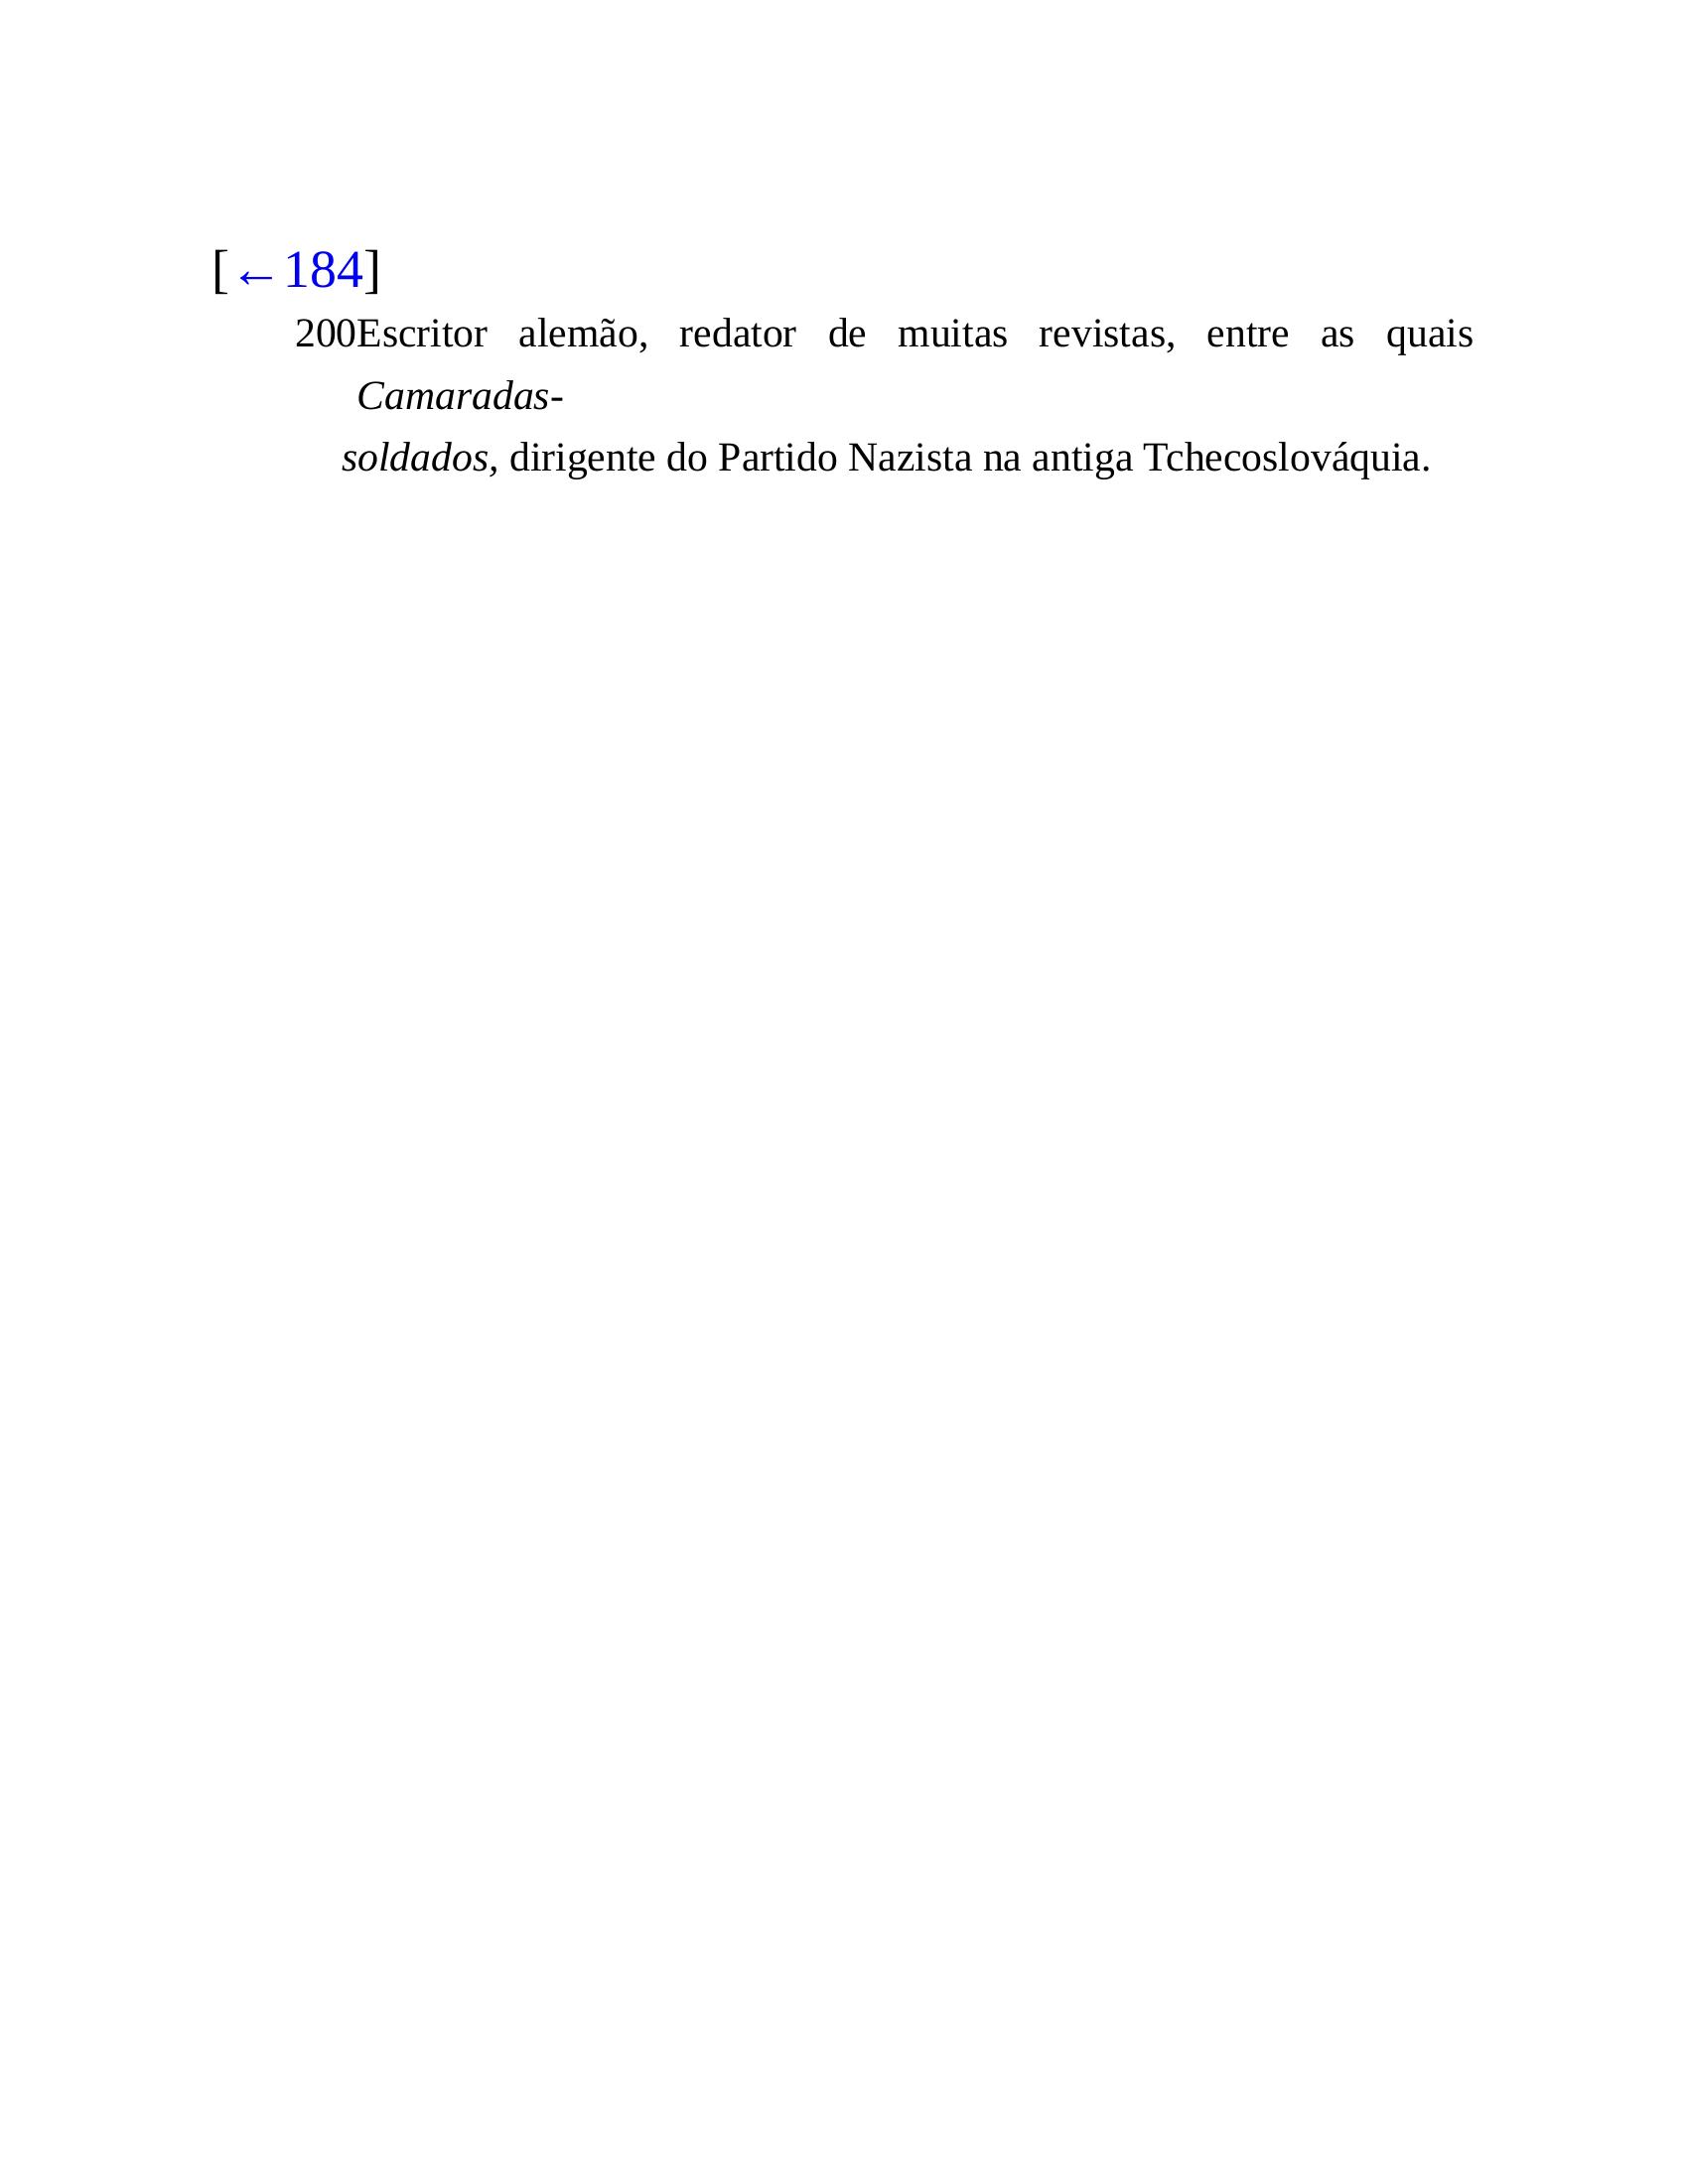 [←184]
200Escritor alemão, redator de muitas revistas, entre as quais
Camaradas-
soldados, dirigente do Partido Nazista na antiga Tchecoslováquia.